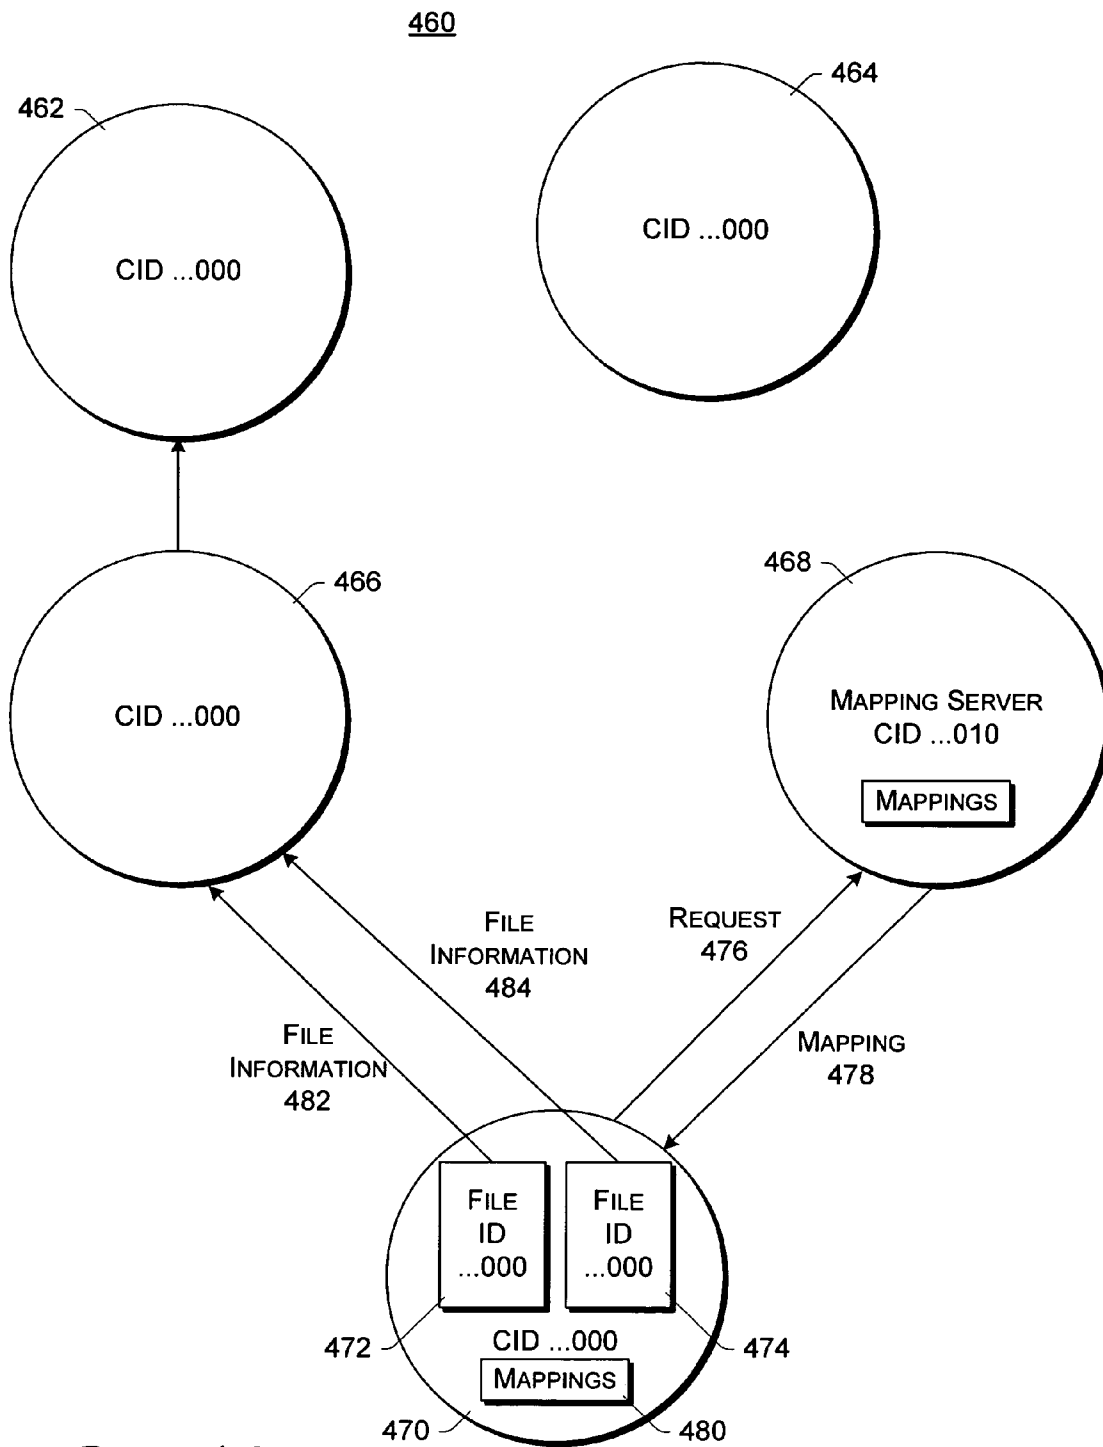 460
462
464
CID ...000
CID ...000
466
468
CID ...000
MAPPING SERVER
CID ...010
MAPPINGS
FILE
INFORMATION
484
REQUEST
476
FILE
INFORMATION
482
MAPPING
478
FILE
ID
...000
FILE
ID
...000
472
CID ...000
474
MAPPINGS
470
480